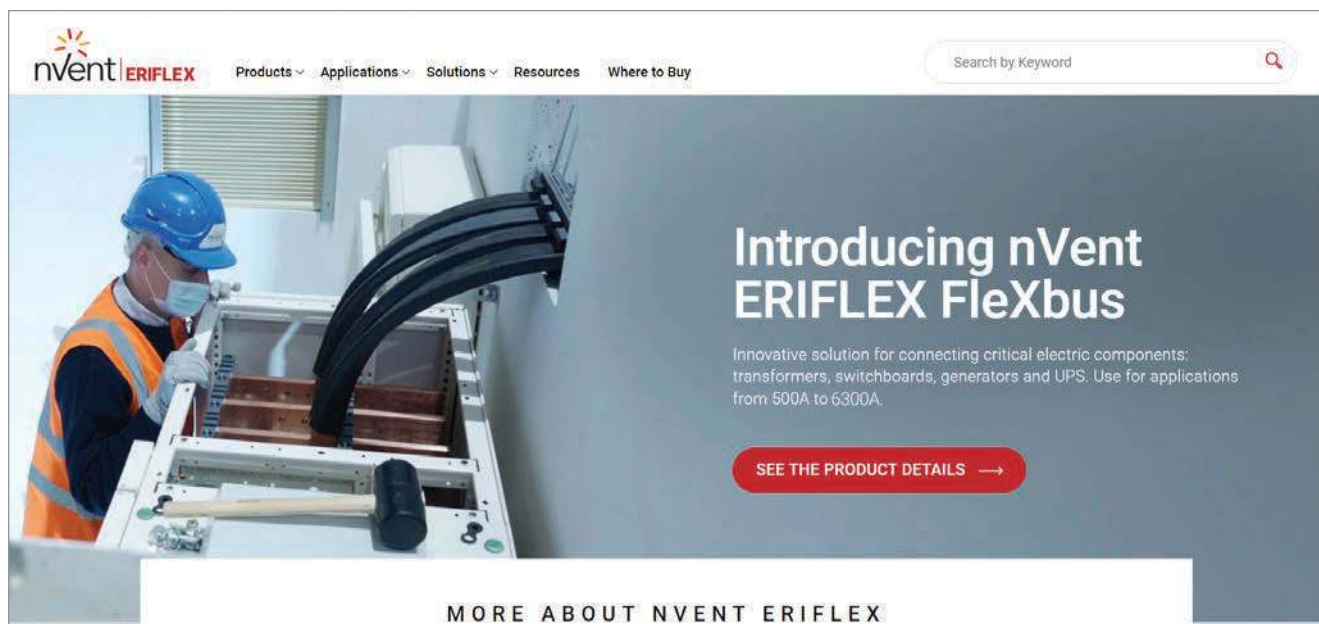 nVent ERIFLEX
Products Applications Solutions Resources Where to Buy
Search by Keyword
Introducing nVent
ERIFLEX FleXbus
Innovative solution for connecting critical electric components:
transformers, switchboards, generators and UPS. Use for applications
from 500A to 6300A.
SEE THE PRODUCT DETAILS →
MORE ABOUT NVENT ERIFLEX